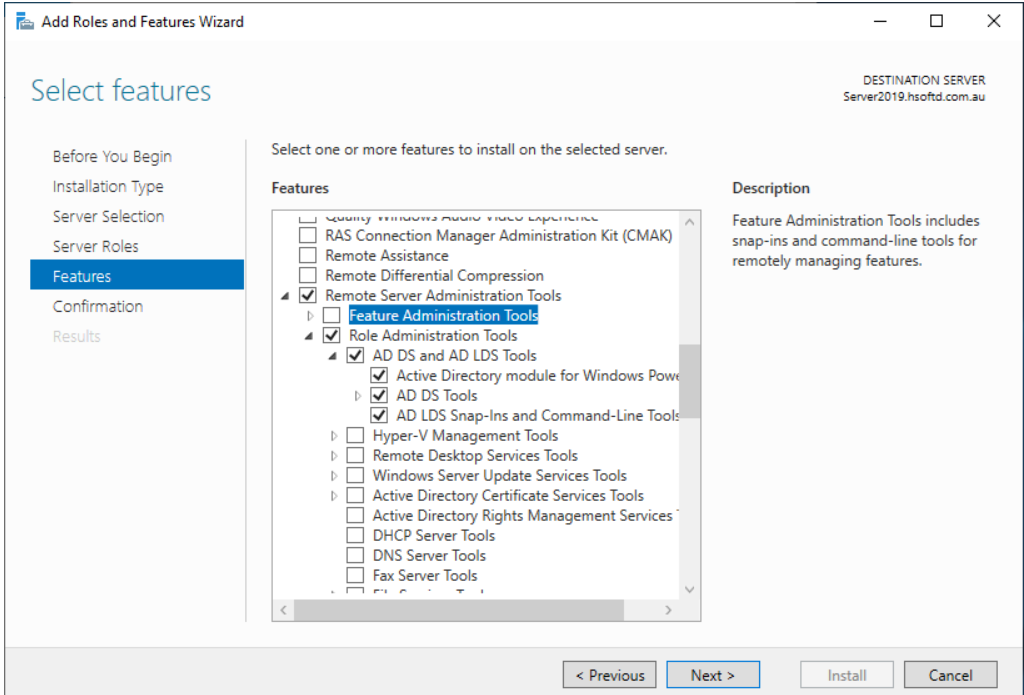 Add Roles and Features Wizard
Select features
DESTINATION SERVER
Server2019.hsoftd.com.au
Before You Begin
Installation Type
Server Selection
Server Roles
Features
Confirmation
Results
Select one or more features to install on the selected server.
Features
Quality Windows Audio Video Experience
RAS Connection Manager Administration Kit (CMAK)
Remote Assistance
Remote Differential Compression
Remote Server Administration Tools
Feature Administration Tools
Role Administration Tools
AD DS and AD LDS Tools
Active Directory module for Windows Powe
AD DS Tools
AD LDS Snap-Ins and Command-Line Tools
Hyper-V Management Tools
Remote Desktop Services Tools
Windows Server Update Services Tools
Active Directory Certificate Services Tools
Active Directory Rights Management Services
DHCP Server Tools
DNS Server Tools
Fax Server Tools
Description
Feature Administration Tools includes
snap-ins and command-line tools for
remotely managing features.
< Previous
Next >
Install
Cancel